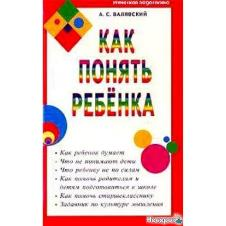 А. С. ВАЛЯВСКИЙ
КАК
ПОНЯТЬ
РЕБЁНКА
• Как ребенок думает
• Что не понимают дети
• Что ребенку не по силам
• Как помочь родителям и
детям подготовиться к школе
• Как помочь старшекласснику
• Задачник по культуре мышления